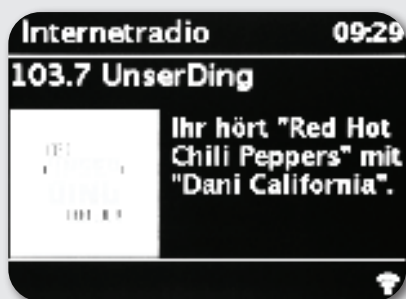 Internetradio 09:29
103.7 UnserDing
Ihr hört "Red Hot
Chili Peppers" mit
"Dani California".